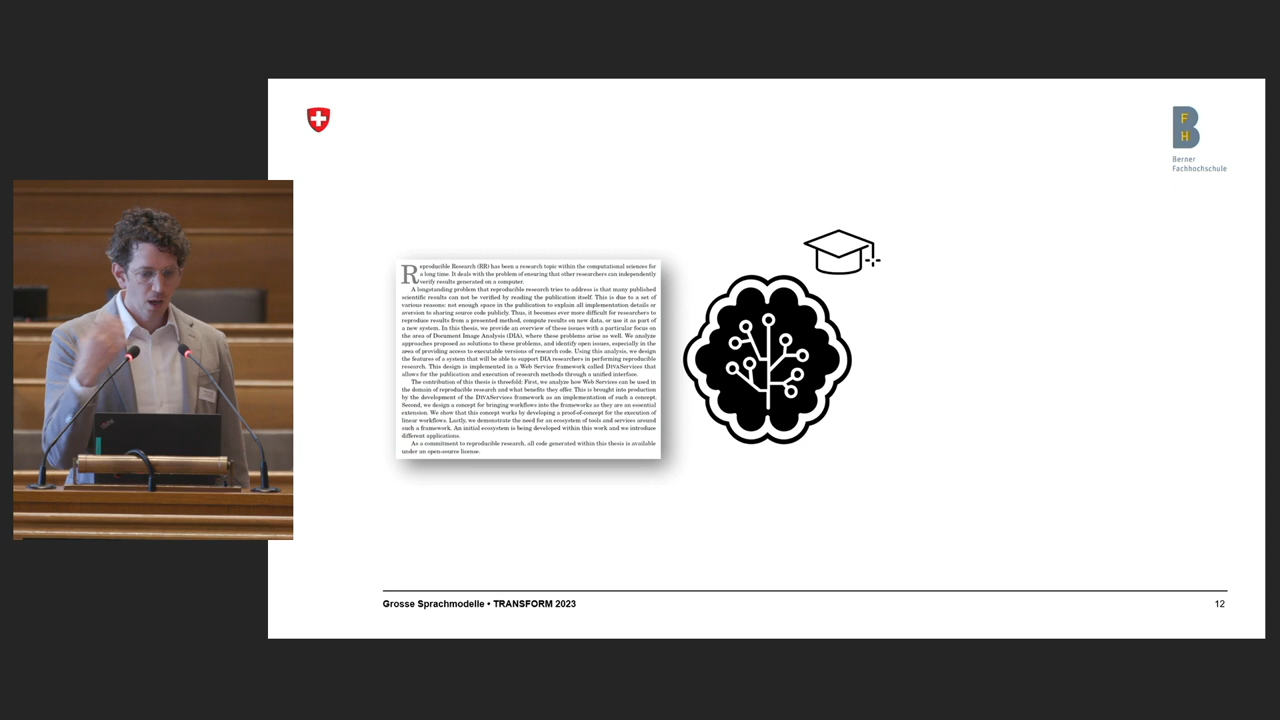 F
H
Berner
Fachhochschule
Reproducible Research (RR) has been a research topic within the computational sciences for
a long time. It deals with the problem of ensuring that other researchers can independently
verify results generated on a computer.
A longstanding problem that reproducible research tries to address is that many published
scientific results can not be verified by reading the publication itself. This is due to a set of
various reasons: not enough space in the publication to explain all implementation details or
aversion to sharing source code publicly. Thus, it becomes ever more difficult for researchers to
reproduce results from a presented method, compute results on new data, or use it as part of
a new system. In this thesis, we provide an overview of these issues with a particular focus on
the area of Document Image Analysis (DIA), where these problems arise as well. We analyze
approaches proposed as solutions to these problems, and identify open issues, especially in the
area of providing access to executable versions of research code. Using this analysis, we design
the features of a system that will be able to support DIA researchers in performing reproducible
research. This design is implemented in a Web Service framework called DIVAServices that
allows for the publication and execution of research methods through a unified interface.
The contribution of this thesis is threefold: First, we analyze how Web Services can be used in
the domain of reproducible research and what benefits they offer. This is brought into production
by the development of the DIVAServices framework as an implementation of such a concept.
Second, we design a concept for bringing workflows into the frameworks as they are an essential
extension. We show that this concept works by developing a proof-of-concept for the execution of
linear workflows. Lastly, we demonstrate the need for an ecosystem of tools and services around
such a framework. An initial ecosystem is being developed within this work and we introduce
different applications.
As a commitment to reproducible research, all code generated within this thesis is available
under an open-source license.
Grosse Sprachmodelle • TRANSFORM 2023
12